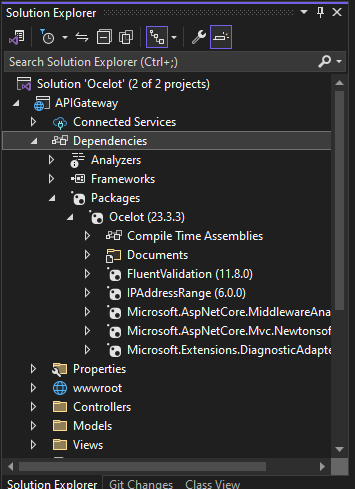 Solution Explorer
Search Solution Explorer (Ctrl+;)
Solution 'Ocelot' (2 of 2 projects)
APIGateway
Connected Services
Dependencies
Analyzers
Frameworks
Packages
Ocelot (23.3.3)
Compile Time Assemblies
Documents
FluentValidation (11.8.0)
IPAddressRange (6.0.0)
Microsoft.AspNetCore.MiddlewareAna
Microsoft.AspNetCore.Mvc.Newtonsof
Microsoft.Extensions.DiagnosticAdapte
Properties
wwwroot
Controllers
Models
Views
Solution Explorer Git Changes Class View